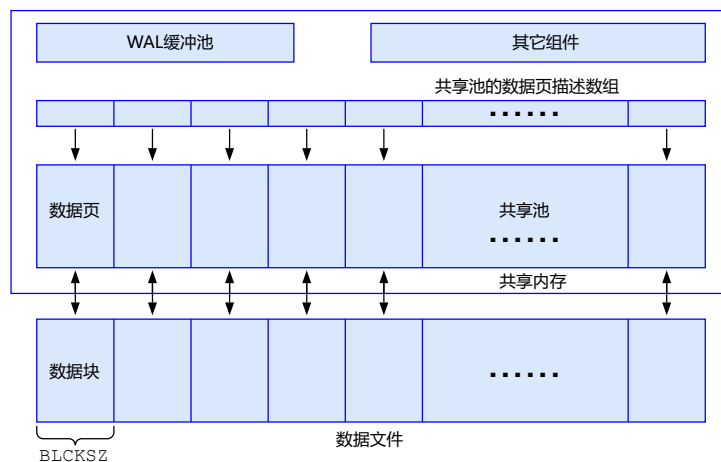 WAL缓冲池
其它组件
共享池的数据页描述数组
······
数据页
共享池
······
共享内存
数据块
······
数据文件
BLCKSZ